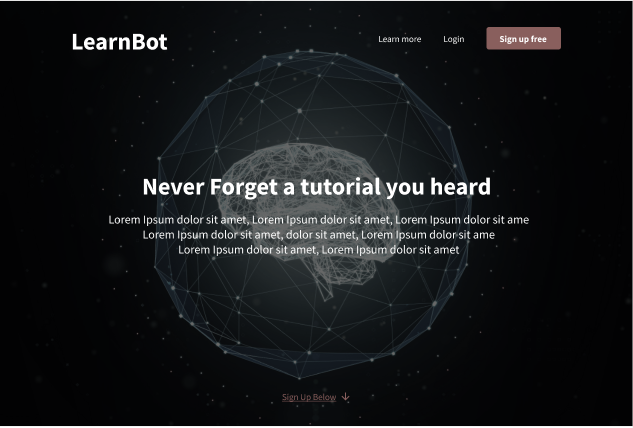 LearnBot
Learn more
Login
Sign up free
Never Forget a tutorial you heard
Lorem Ipsum dolor sit amet, Lorem Ipsum dolor sit amet, Lorem Ipsum dolor sit ame
Lorem Ipsum dolor sit amet, dolor sit ame, Lorem Ipsum dolor sit ame
Lorem Ipsum dolor sit amet, Lorem Ipsum dolor sit amet
Sign Up Below